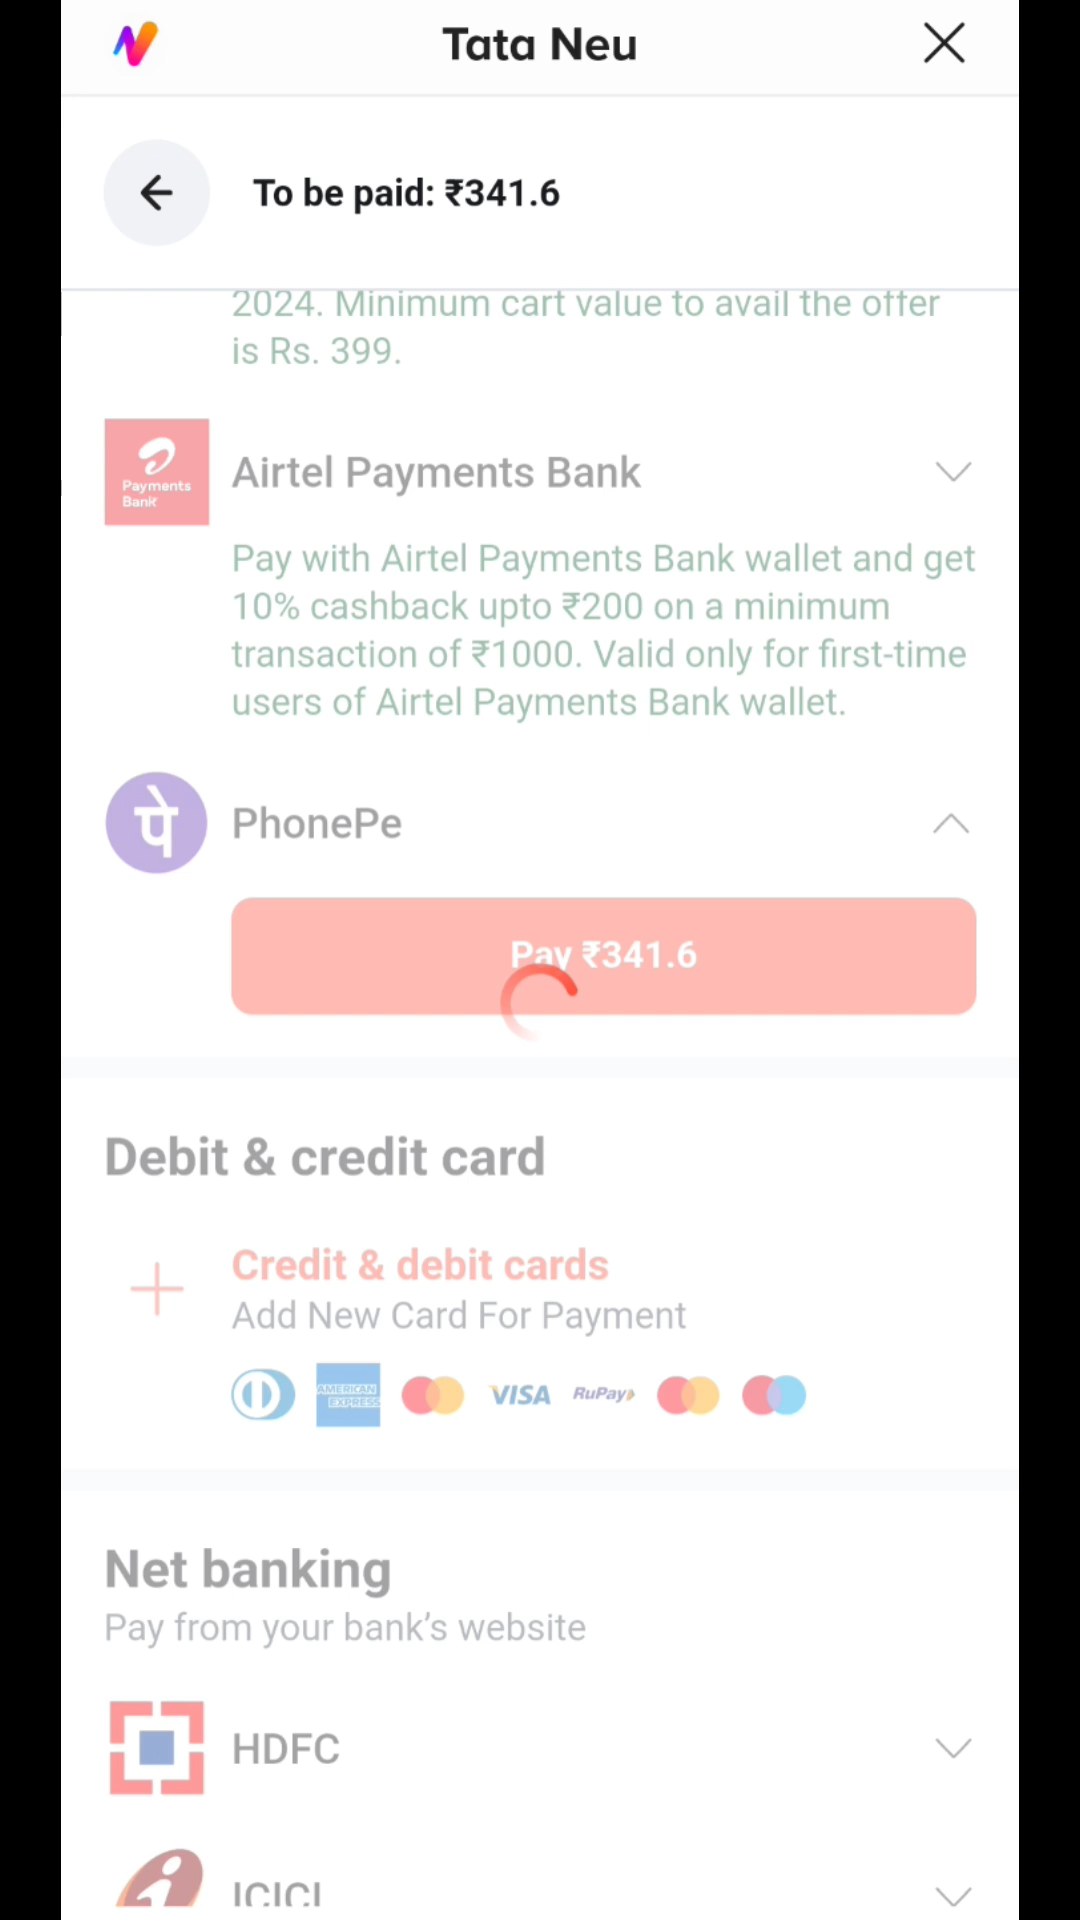 Tata Neu
To be paid: ₹341.6
2024. Minimum cart value to avail the offer
is Rs. 399.
Payments
Bank
Airtel Payments Bank
Pay with Airtel Payments Bank wallet and get
10% cashback upto ₹200 on a minimum
transaction of ₹1000. Valid only for first-time
users of Airtel Payments Bank wallet.
पे
PhonePe
Pay ₹341.6
Debit & credit card
Credit & debit cards
Add New Card For Payment
AMERICAN
EXPRESS
VISA
RuPay
Net banking
Pay from your bank’s website
HDFC
ICICI